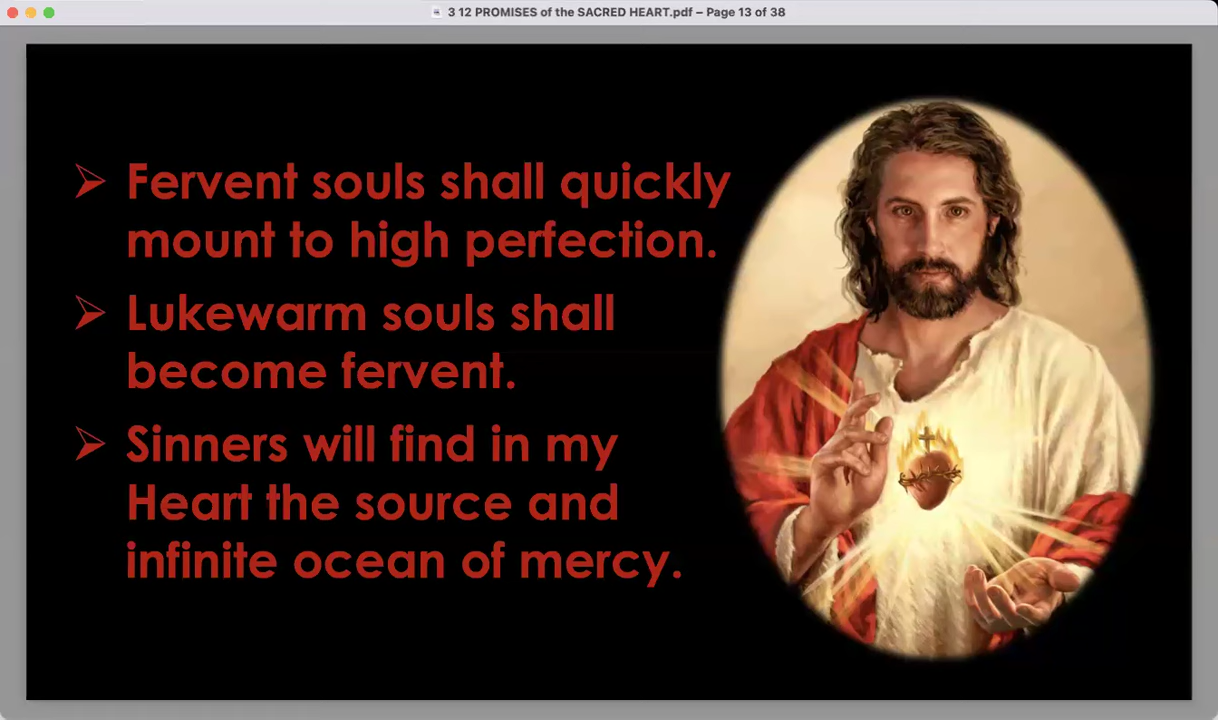 3 12 PROMISES of the SACRED HEART.pdf – Page 13 of 38
➢ Fervent souls shall quickly
mount to high perfection.
➢ Lukewarm souls shall
become fervent.
➢ Sinners will find in my
Heart the source and
infinite ocean of mercy.